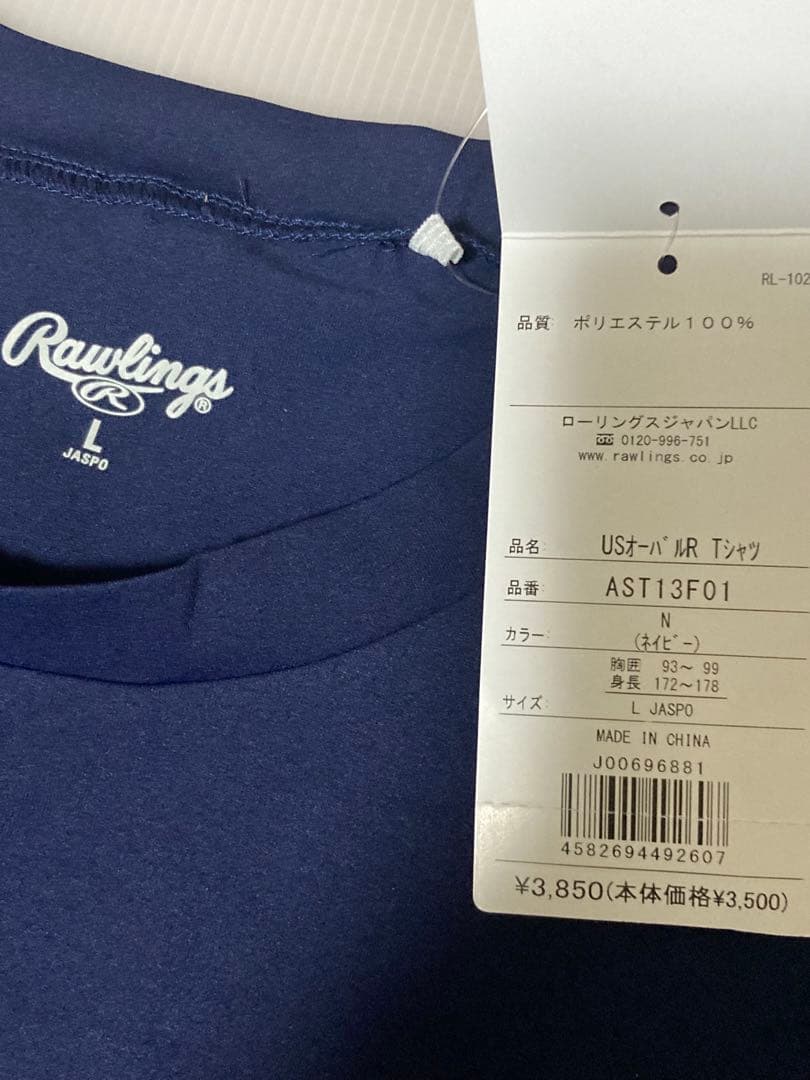 Rawlings
R
L
JASPO
RL-102
品質: ポリエステル100%
ローリングスジャパンLLC
0120-996-751
www.rawlings.co.jp
品名: USオーバルR Tシャツ
品番: AST13F01
カラー: N
(ネイビー)
胸囲 93〜 99
身長 172〜178
サイズ: L JASPO
MADE IN CHINA
J00696881
4582694492607
¥3,850(本体価格¥3,500)